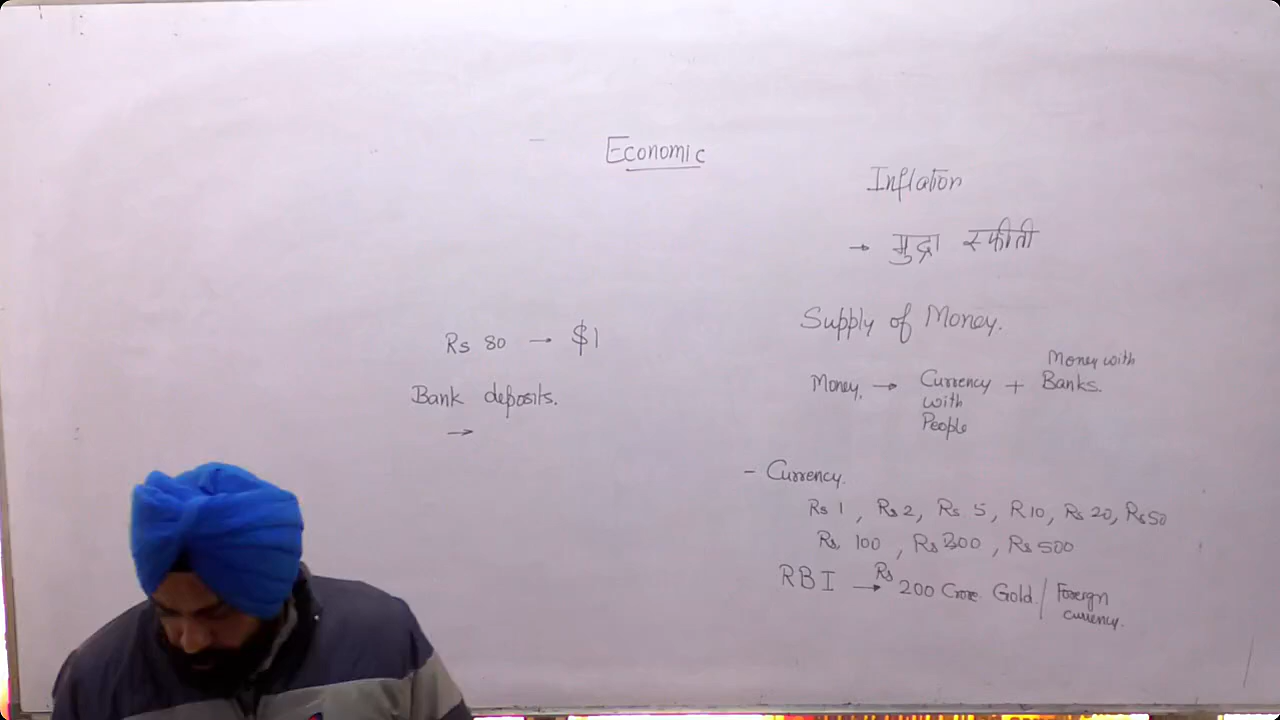 Economic
Inflation
→ मुद्रा स्फीती
Supply of Money.
Rs 80 → $1
Bank deposits.
→
Money with
Money, → Currency + Banks.
with
People
- Currency.
Rs 1, Rs 2, Rs 5, R 10, Rs 20, Rs 50
Rs, 100, Rs 200, Rs 500
RBI → Rs 200 Crore Gold / Foreign
currency.